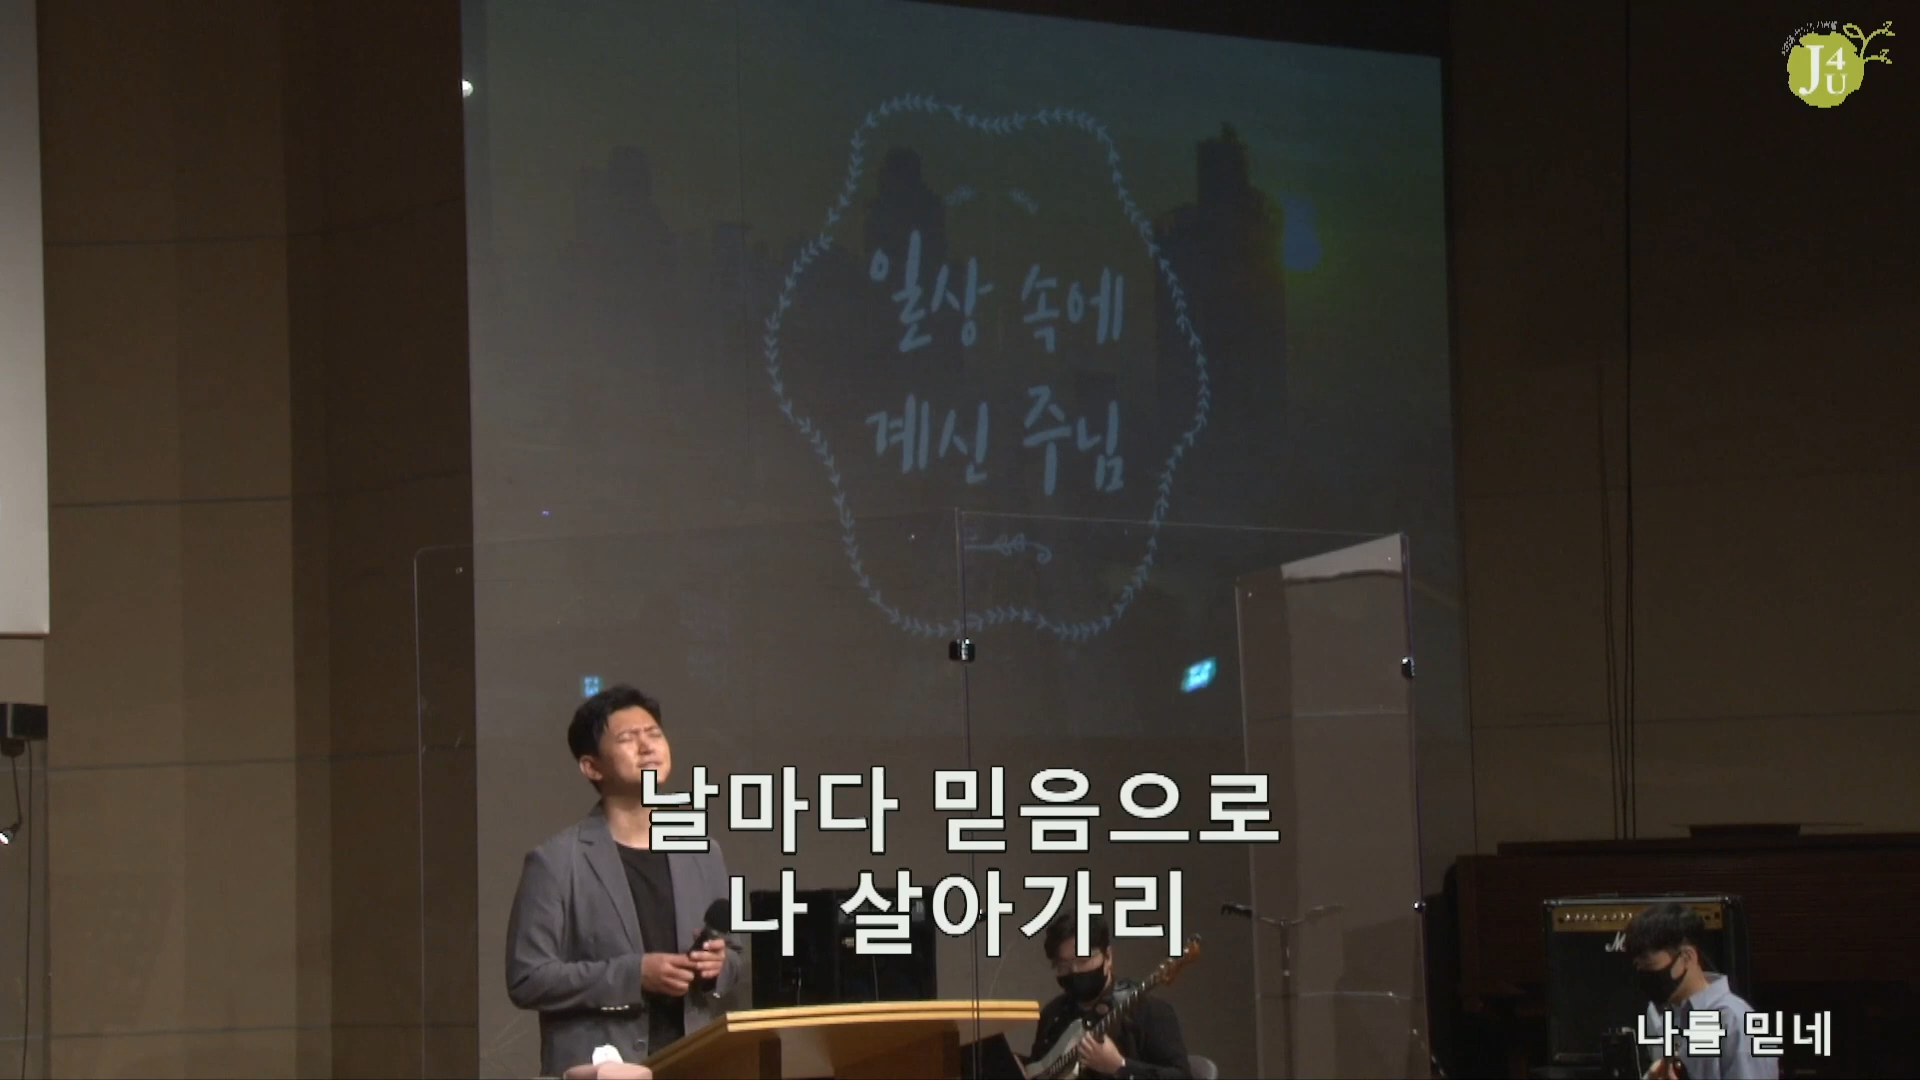 J4U
일상 속에
계신 주님
날마다 믿음으로
나 살아가리
나를 믿네